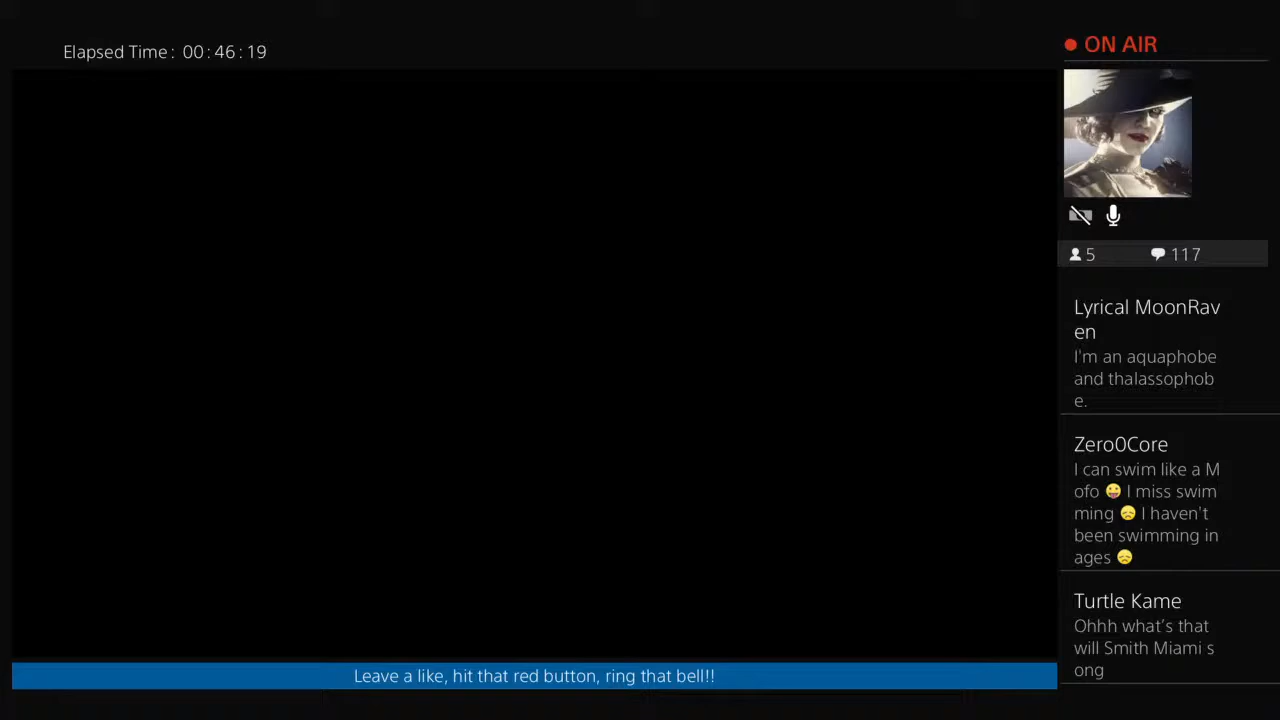 Elapsed Time: 00:46:19
ON AIR
5 117
Lyrical MoonRav
en
I'm an aquaphobe
and thalassophob
e.
Zero0Core
I can swim like a M
ofo 😛 I miss swim
ming 😞 I haven't
been swimming in
ages 😞
Turtle Kame
Ohhh what's that
will Smith Miami s
ong
Leave a like, hit that red button, ring that bell!!